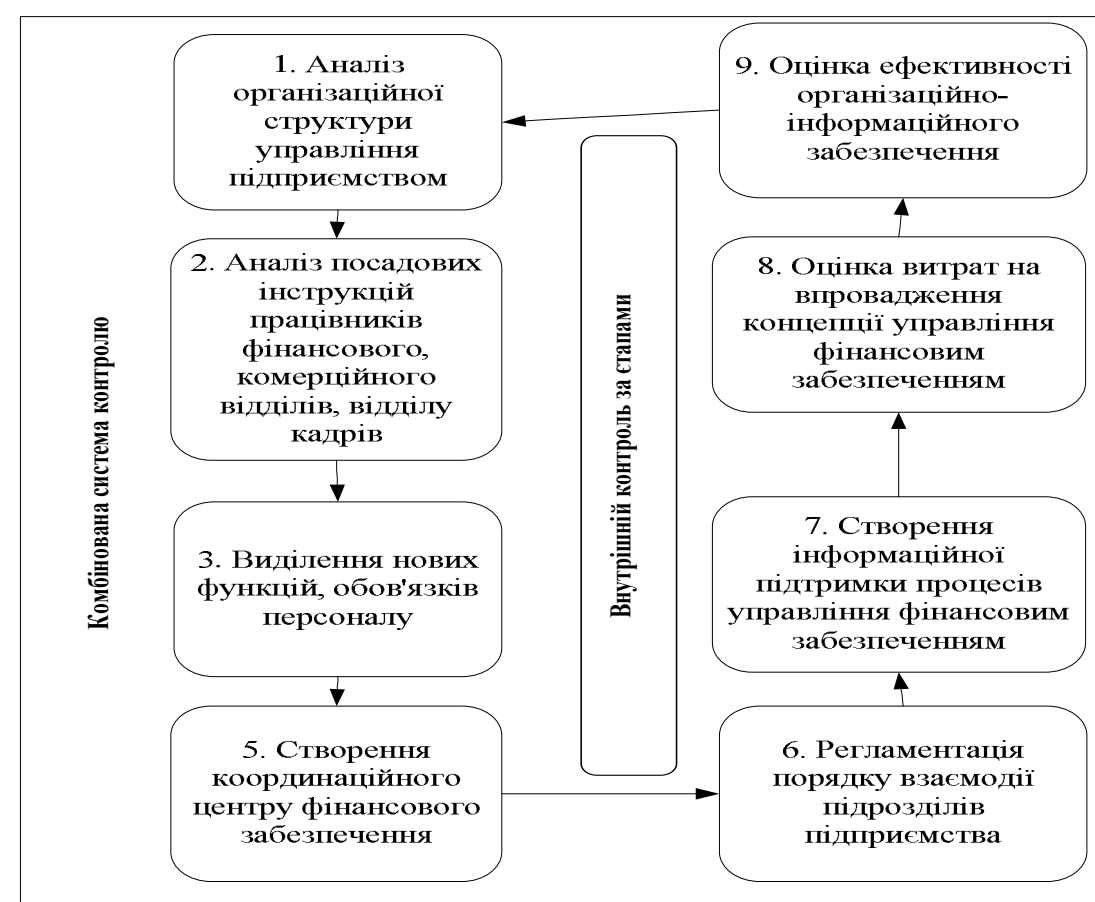 1. Аналіз
організаційної
структури
управління
підприємством
2. Аналіз посадових
інструкцій
працівників
фінансового,
комерційного
відділів, відділу
кадрів
3. Виділення нових
функцій, обов'язків
персоналу
5. Створення
координаційного
центру фінансового
забезпечення
6. Регламентація
порядку взаємодії
підрозділів
підприємства
7. Створення
інформаційної
підтримки процесів
управління фінансовим
забезпеченням
8. Оцінка витрат на
впровадження
концепції управління
фінансовим
забезпеченням
9. Оцінка ефективності
організаційно-
інформаційного
забезпечення
Комбінована система контролю
Внутрішній контроль за єтапами